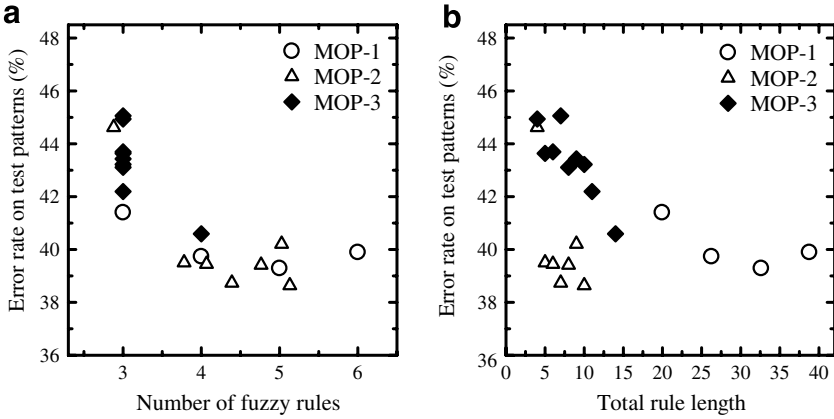 a
Error rate on test patterns (%)
48
46
44
42
40
38
36
MOP-1
MOP-2
MOP-3
3
4
5
6
Number of fuzzy rules
b
Error rate on test patterns (%)
48
46
44
42
40
38
36
MOP-1
MOP-2
MOP-3
0
5
10
15
20
25
30
35
40
Total rule length